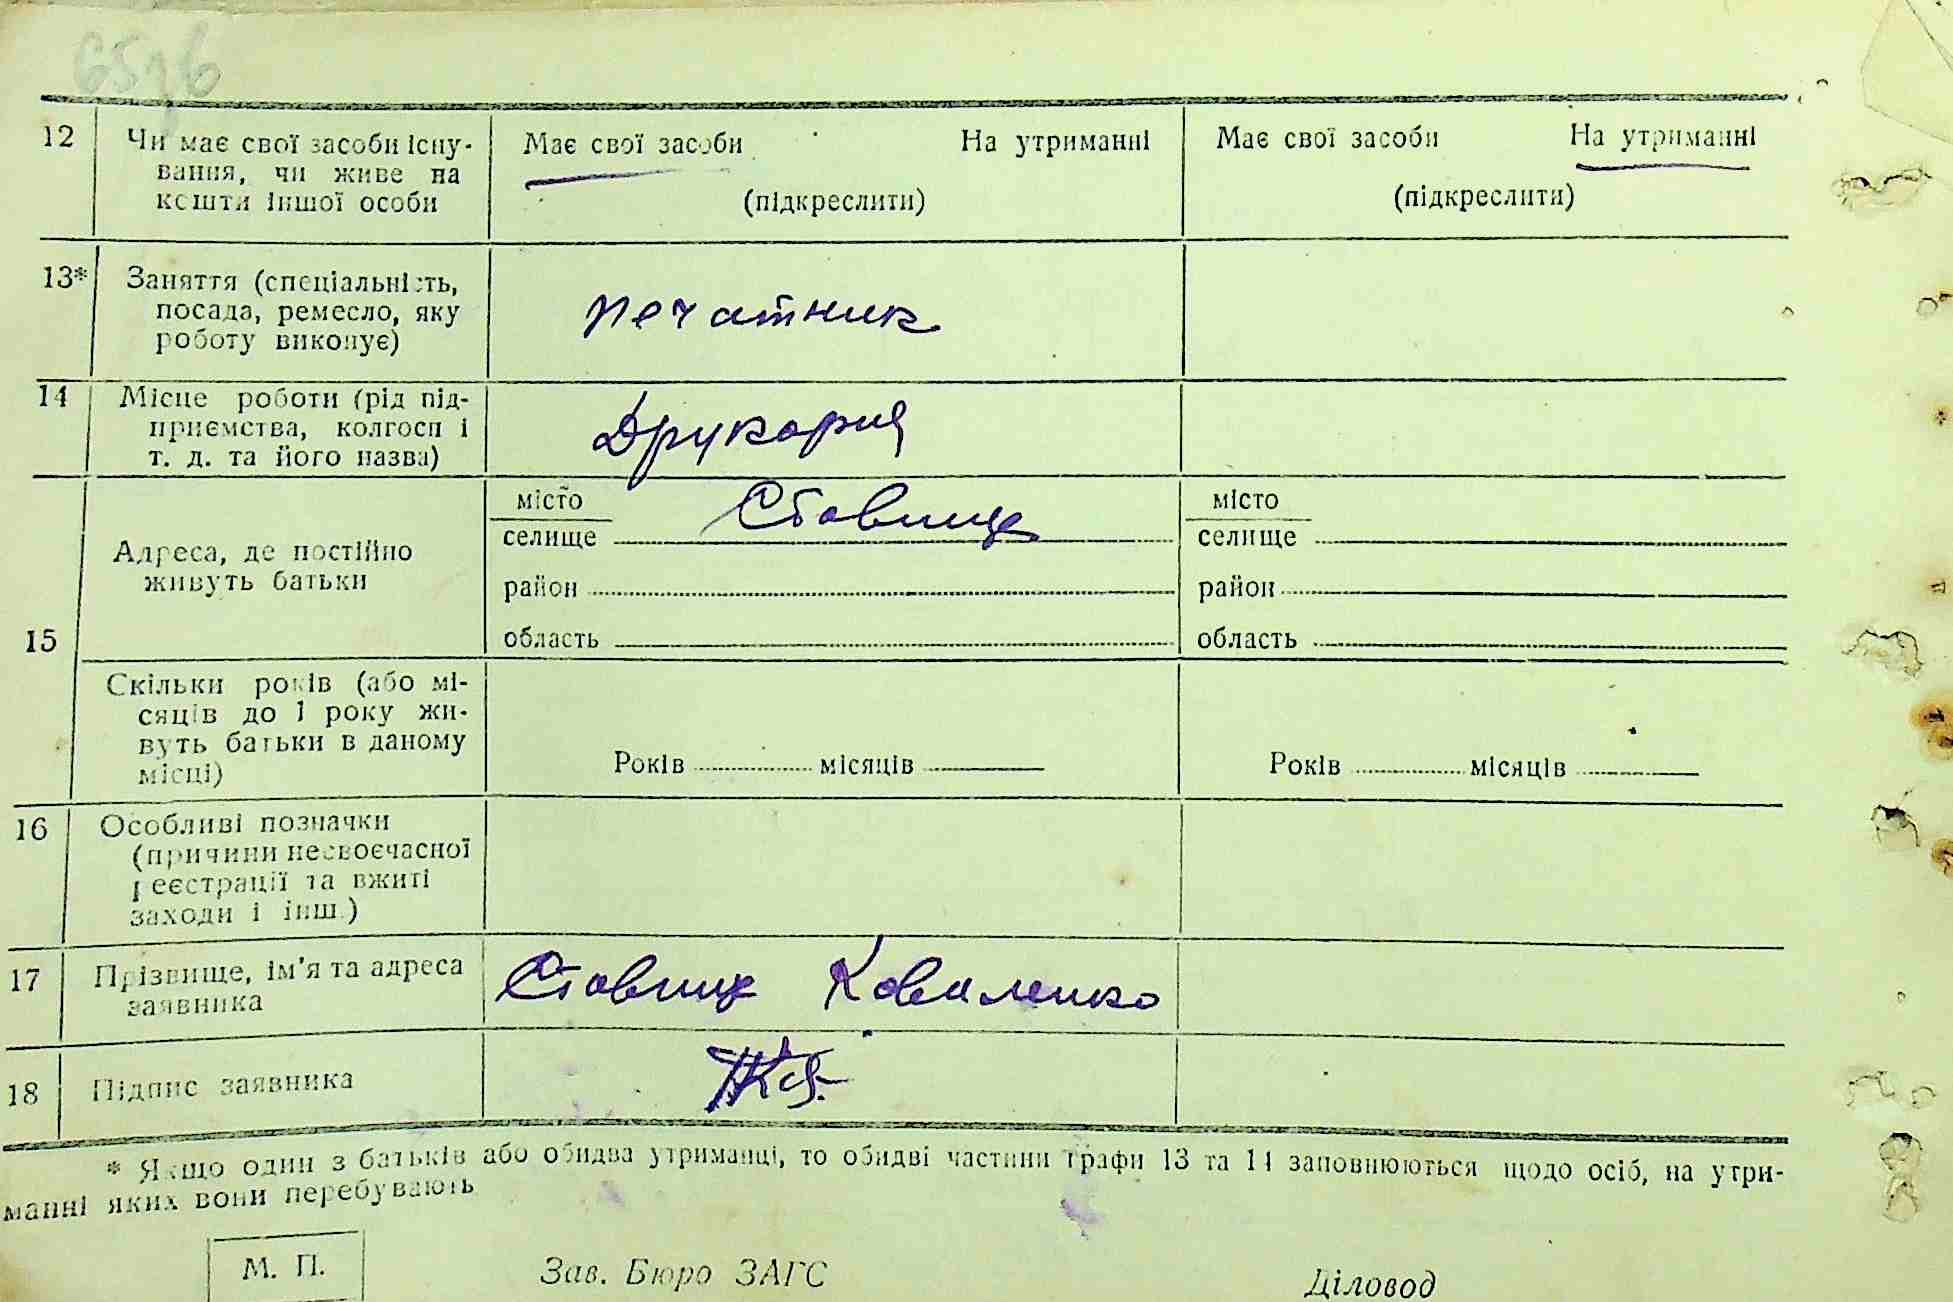 6576
12 Чи має свої засоби існу- Має свої засоби На утриманні Має свої засоби На утриманні
вання, чи живе на
кошти іншої особи (підкреслити) (підкреслити)
13* Заняття (спеціальність,
посада, ремесло, яку печатник
роботу виконує)
14 Місце роботи (рід під-
приємства, колгосп і Друкарня
т. д. та його назва)
місто Ставище місто
Адреса, де постійно селище селище
живуть батьки район район
15 область область
Скільки років (або мі-
сяців до 1 року жи-
вуть батьки в даному Років місяців Років місяців
місці)
16 Особливі позначки
(причини несвоєчасної
реєстрації та вжиті
заходи і інш.)
17 Прізвище, ім'я та адреса Ставище Коваленко
заявника
18 Підпис заявника
* Якщо один з батьків або обидва утриманці, то обидві частини графи 13 та 14 заповнюються щодо осіб, на утри-
манні яких вони перебувають
М. П. Зав. Бюро ЗАГС Діловод